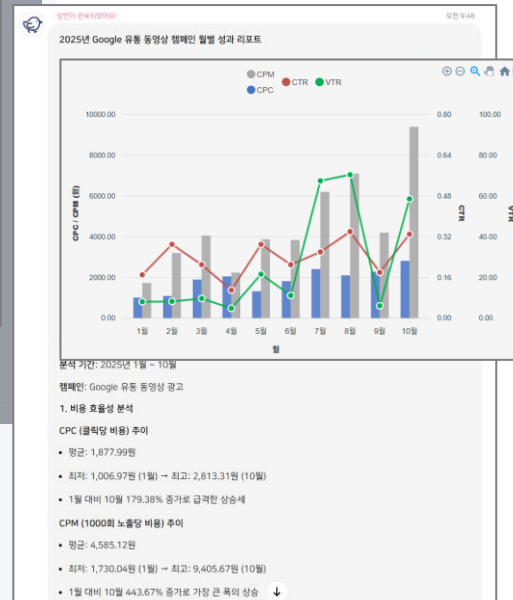 답변이 완료되었어요!
오전 9:48
2025년 Google 유통 동영상 캠페인 월별 성과 리포트
CPM CTR VTR
CPC
10000.00 0.80 100.00
8000.00 0.64 80.00
6000.00 0.48 60.00
4000.00 0.32 40.00
2000.00 0.16 20.00
0.00 0.00 0.00
CPC / CPM (원)
CTR
VTR
1월 2월 3월 4월 5월 6월 7월 8월 9월 10월
월
분석 기간: 2025년 1월 ~ 10월
캠페인: Google 유통 동영상 광고
1. 비용 효율성 분석
CPC (클릭당 비용) 추이
• 평균: 1,877.99원
• 최저: 1,006.97원 (1월) → 최고: 2,813.31원 (10월)
• 1월 대비 10월 179.38% 증가로 급격한 상승세
CPM (1000회 노출당 비용) 추이
• 평균: 4,585.12원
• 최저: 1,730.04원 (1월) → 최고: 9,405.67원 (10월)
• 1월 대비 10월 443.67% 증가로 가장 큰 폭의 상승